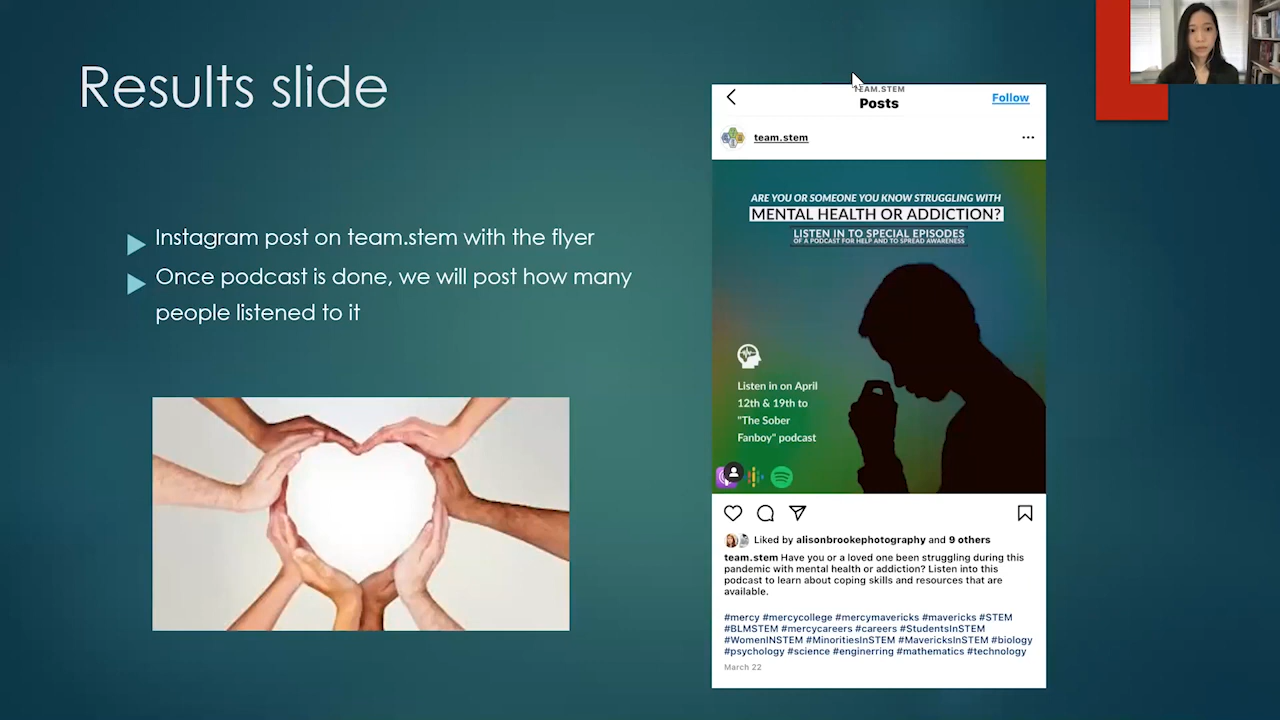 Results slide
Instagram post on team.stem with the flyer
Once podcast is done, we will post how many
people listened to it
TEAM.STEM
Posts
Follow
team.stem
ARE YOU OR SOMEONE YOU KNOW STRUGGLING WITH
MENTAL HEALTH OR ADDICTION?
LISTEN IN TO SPECIAL EPISODES
OF A PODCAST FOR HELP AND TO SPREAD AWARENESS
Listen in on April
12th & 19th to
"The Sober
Fanboy" podcast
Liked by alisonbrookephotography and 9 others
team.stem Have you or a loved one been struggling during this
pandemic with mental health or addiction? Listen into this
podcast to learn about coping skills and resources that are
available.
#mercy #mercycollege #mercymavericks #mavericks #STEM
#BLMSTEM #mercycareers #careers #StudentsInSTEM
#WomenINSTEM #MinoritiesInSTEM #MavericksInSTEM #biology
#psychology #science #enginerring #mathematics #technology
March 22